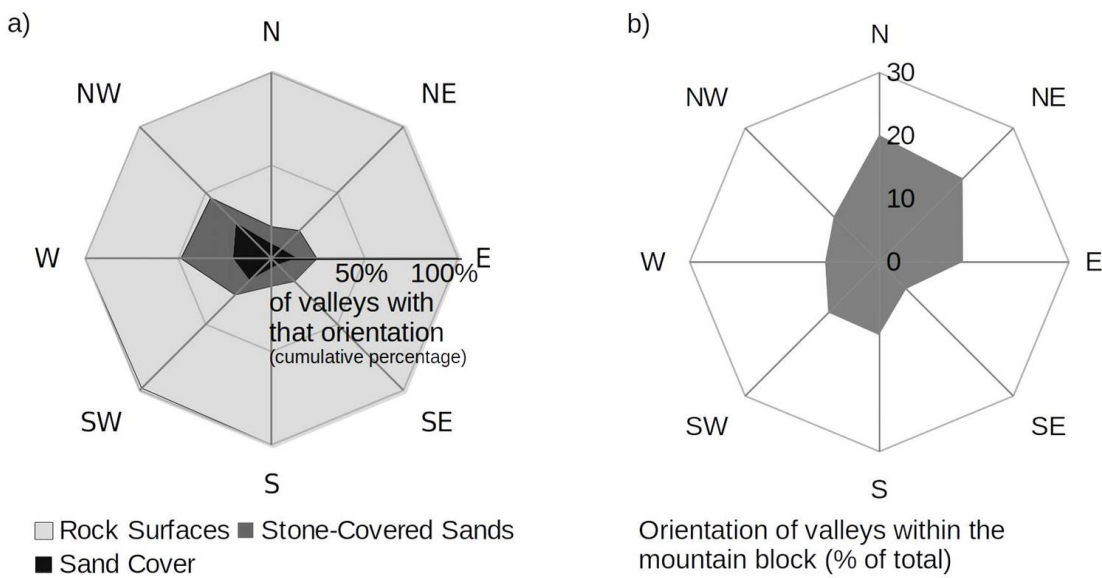 a)
N
NW
NE
W
E
50% 100%
of valleys with
that orientation
(cumulative percentage)
SW
SE
S
Rock Surfaces Stone-Covered Sands
Sand Cover
b)
N
30
NW
NE
20
10
W
0
E
SW
SE
S
Orientation of valleys within the
mountain block (% of total)